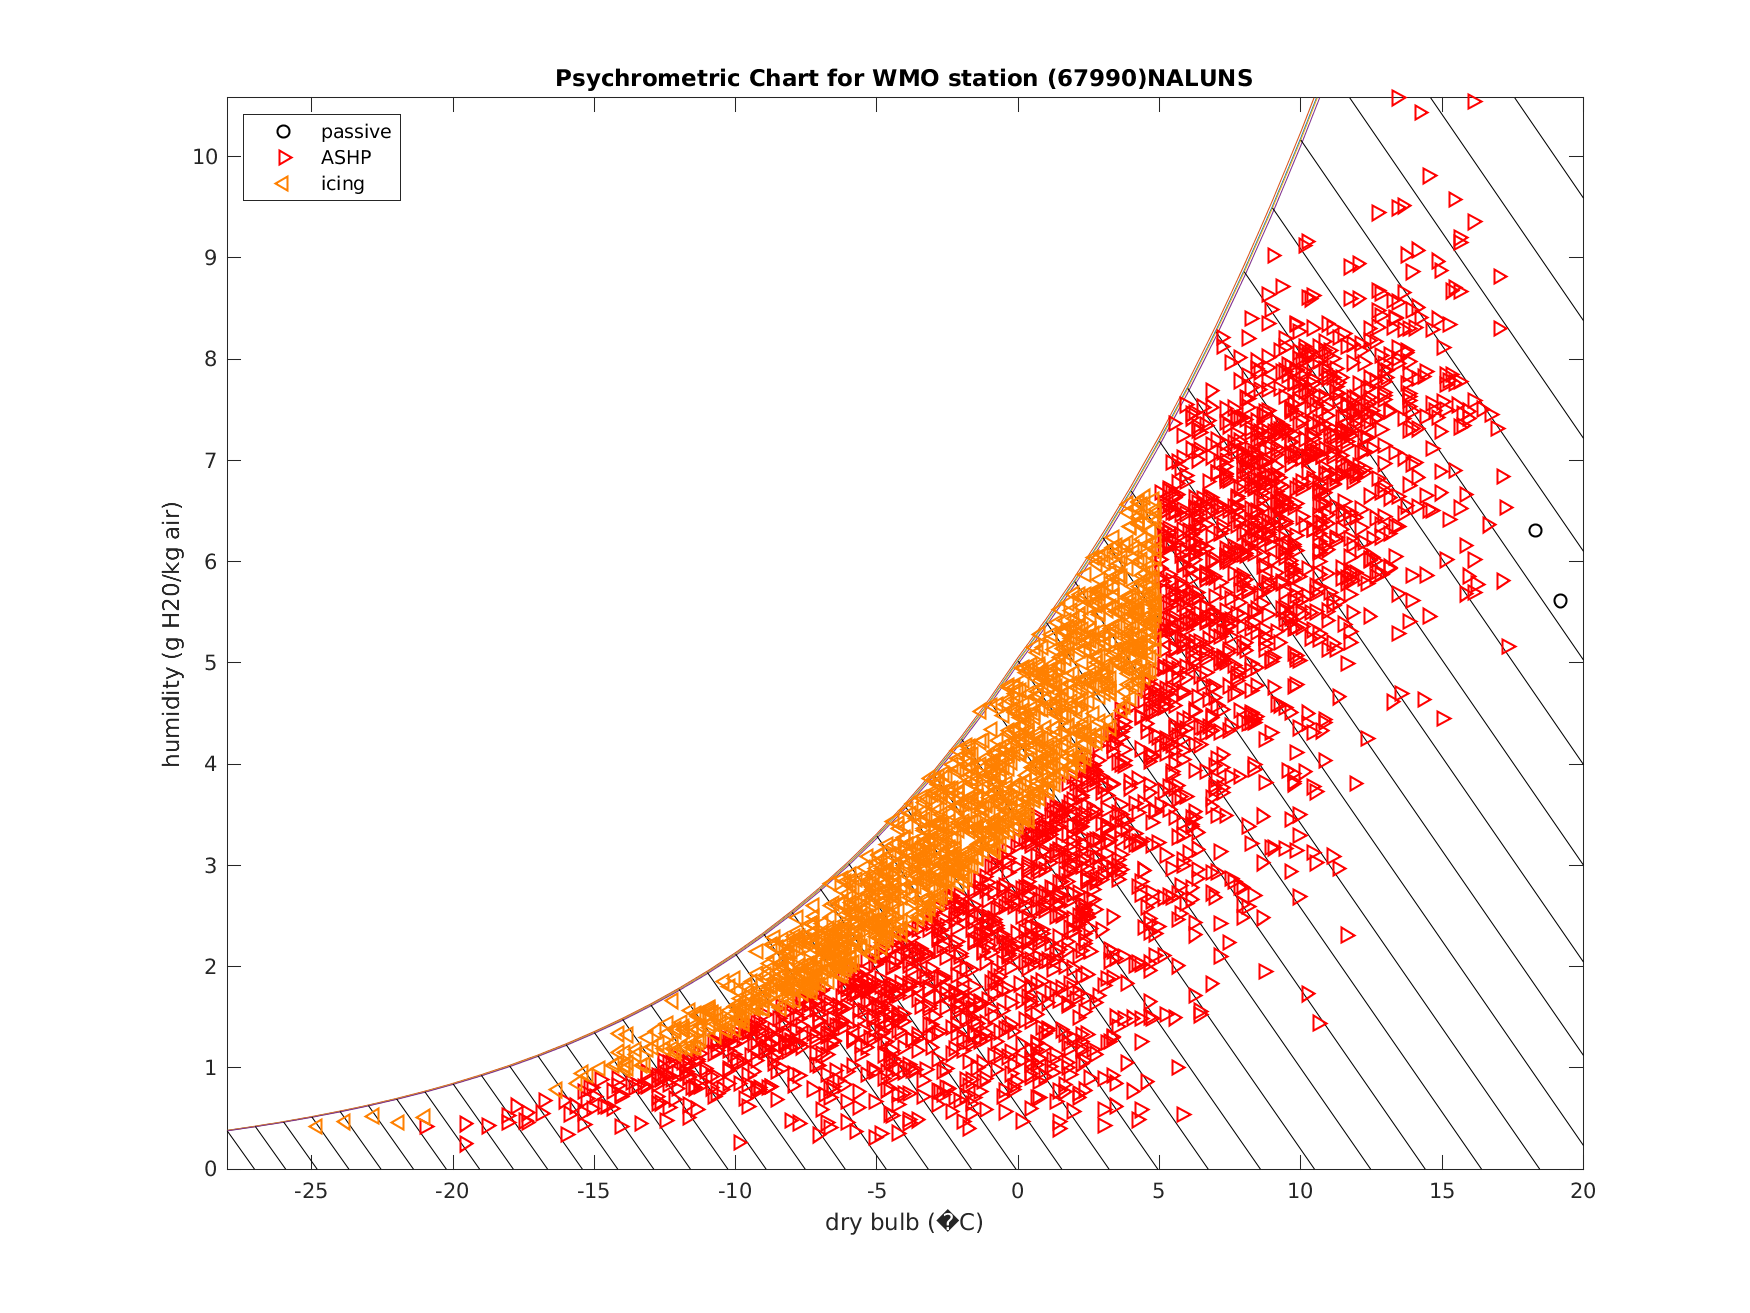 Psychrometric Chart for WMO station (67990)NALUNS
passive
ASHP
icing
humidity (g H20/kg air)
10
9
8
7
6
5
4
3
2
1
0
-25 -20 -15 -10 -5 0 5 10 15 20
dry bulb (�C)